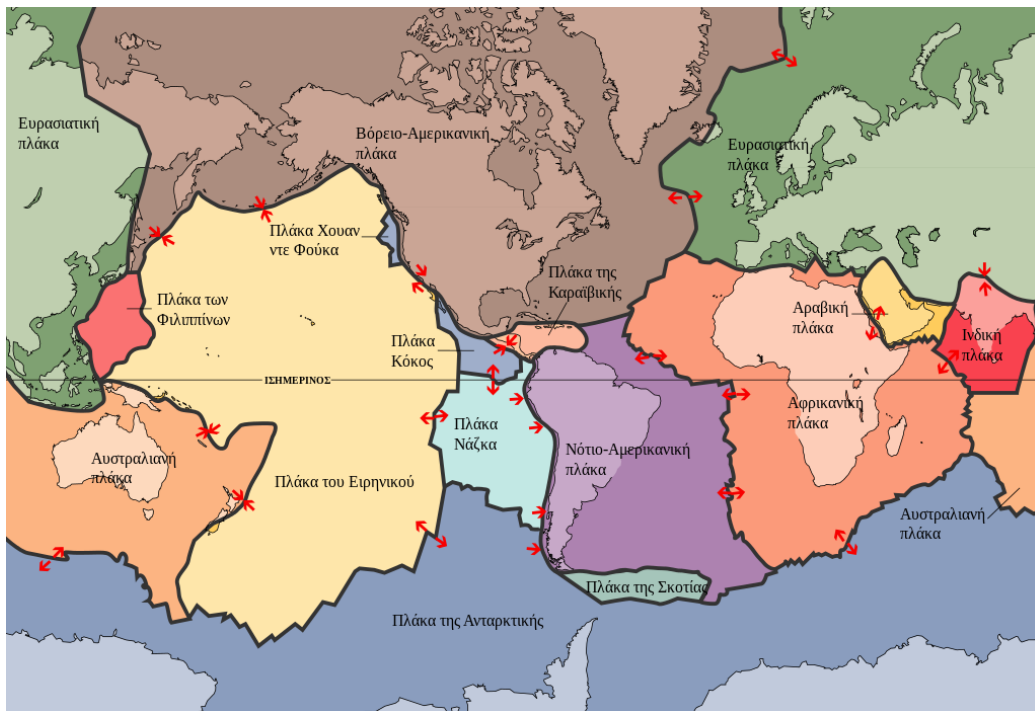 Ευρασιατική
πλάκα
Βόρειο-Αμερικανική
πλάκα
Ευρασιατική
πλάκα
Πλάκα Χουαν
ντε Φούκα
Πλάκα της
Καραϊβικής
Πλάκα των
Φιλιππίνων
Αραβική
πλάκα
Ινδική
πλάκα
Πλάκα
Κόκος
ΙΣΗΜΕΡΙΝΟΣ
Αφρικανική
πλάκα
Πλάκα
Νάζκα
Νότιο-Αμερικανική
πλάκα
Αυστραλιανή
πλάκα
Πλάκα του Ειρηνικού
Αυστραλιανή
πλάκα
Πλάκα της Σκοτίας
Πλάκα της Ανταρκτικής